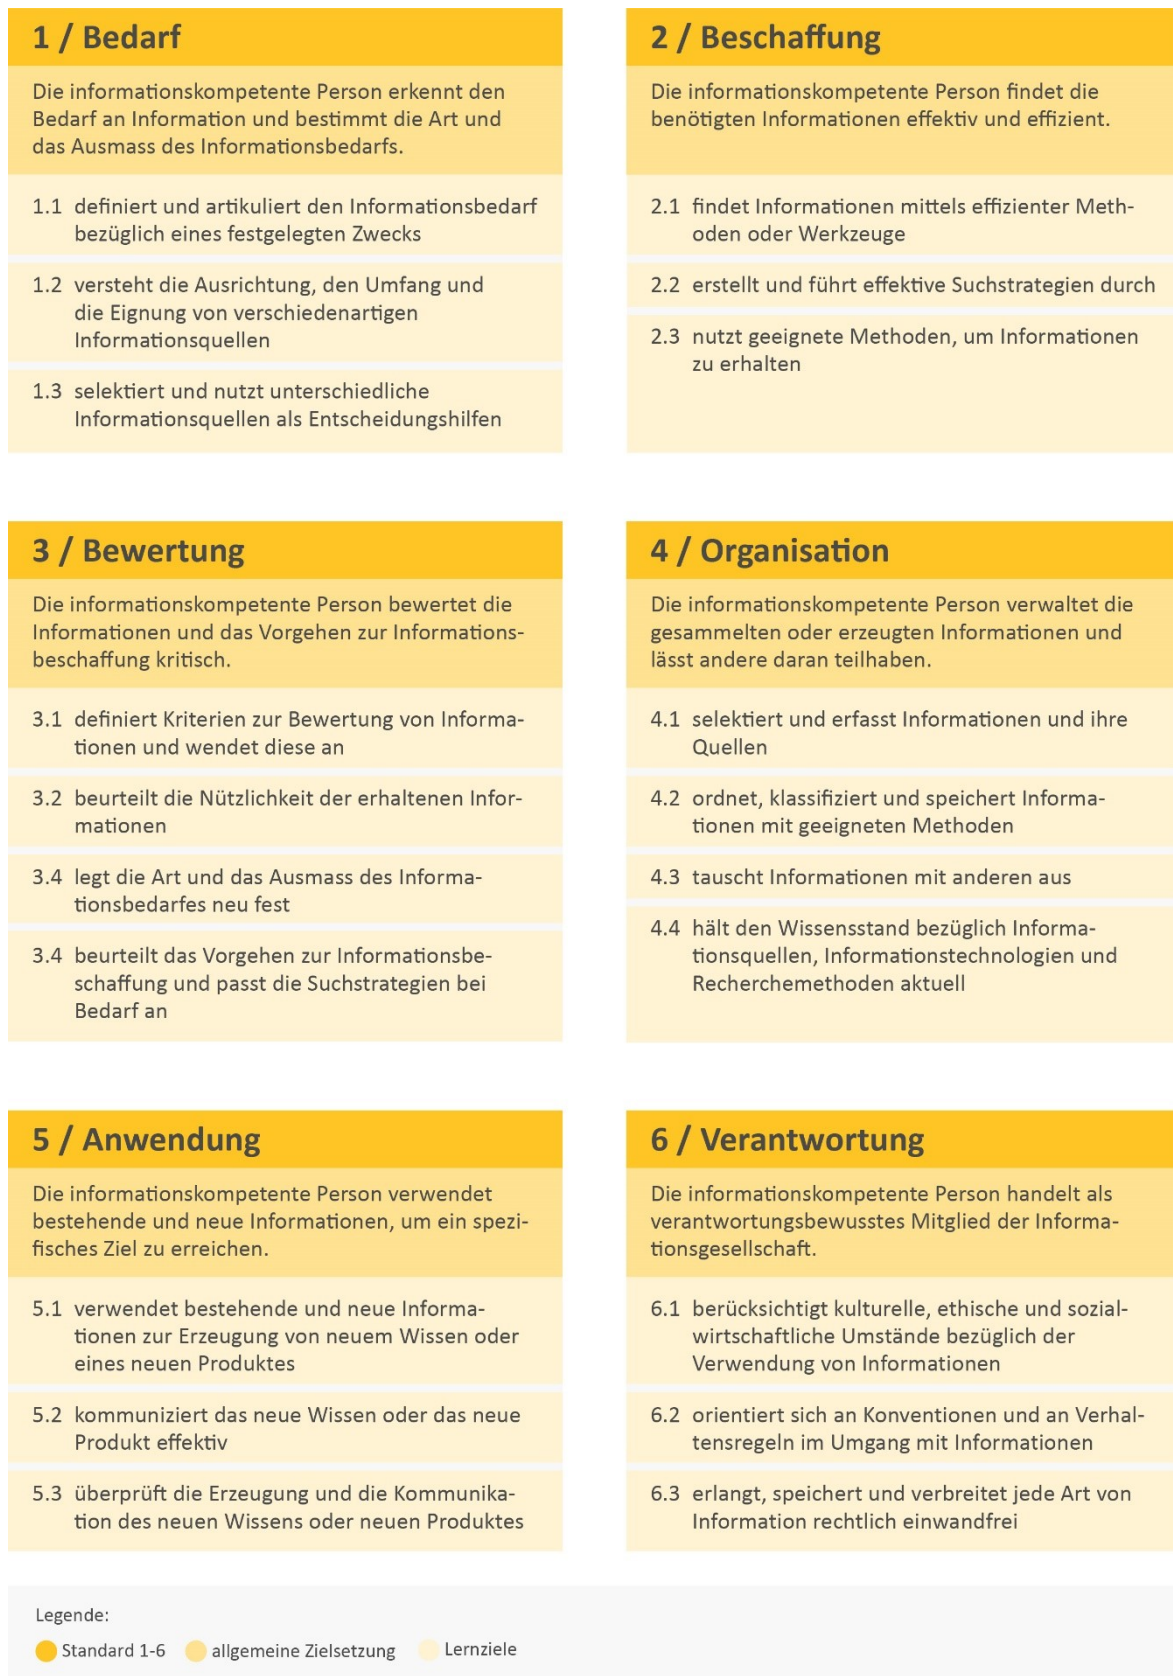 1 / Bedarf
Die informationskompetente Person erkennt den
Bedarf an Information und bestimmt die Art und
das Ausmass des Informationsbedarfs.
1.1 definiert und artikuliert den Informationsbedarf
bezüglich eines festgelegten Zwecks
1.2 versteht die Ausrichtung, den Umfang und
die Eignung von verschiedenartigen
Informationsquellen
1.3 selektiert und nutzt unterschiedliche
Informationsquellen als Entscheidungshilfen
2 / Beschaffung
Die informationskompetente Person findet die
benötigten Informationen effektiv und effizient.
2.1 findet Informationen mittels effizienter Meth-
oden oder Werkzeuge
2.2 erstellt und führt effektive Suchstrategien durch
2.3 nutzt geeignete Methoden, um Informationen
zu erhalten
3 / Bewertung
Die informationskompetente Person bewertet die
Informationen und das Vorgehen zur Informations-
beschaffung kritisch.
3.1 definiert Kriterien zur Bewertung von Informa-
tionen und wendet diese an
3.2 beurteilt die Nützlichkeit der erhaltenen Infor-
mationen
3.4 legt die Art und das Ausmass des Informa-
tionsbedarfes neu fest
3.4 beurteilt das Vorgehen zur Informationsbe-
schaffung und passt die Suchstrategien bei
Bedarf an
4 / Organisation
Die informationskompetente Person verwaltet die
gesammelten oder erzeugten Informationen und
lässt andere daran teilhaben.
4.1 selektiert und erfasst Informationen und ihre
Quellen
4.2 ordnet, klassifiziert und speichert Informa-
tionen mit geeigneten Methoden
4.3 tauscht Informationen mit anderen aus
4.4 hält den Wissensstand bezüglich Informa-
tionsquellen, Informationstechnologien und
Recherchemethoden aktuell
5 / Anwendung
Die informationskompetente Person verwendet
bestehende und neue Informationen, um ein spezi-
fisches Ziel zu erreichen.
5.1 verwendet bestehende und neue Informa-
tionen zur Erzeugung von neuem Wissen oder
eines neuen Produktes
5.2 kommuniziert das neue Wissen oder das neue
Produkt effektiv
5.3 überprüft die Erzeugung und die Kommunika-
tion des neuen Wissens oder neuen Produktes
6 / Verantwortung
Die informationskompetente Person handelt als
verantwortungsbewusstes Mitglied der Informa-
tionsgesellschaft.
6.1 berücksichtigt kulturelle, ethische und sozial-
wirtschaftliche Umstände bezüglich der
Verwendung von Informationen
6.2 orientiert sich an Konventionen und an Verhal-
tensregeln im Umgang mit Informationen
6.3 erlangt, speichert und verbreitet jede Art von
Information rechtlich einwandfrei
Legende:
Standard 1-6 allgemeine Zielsetzung Lernziele